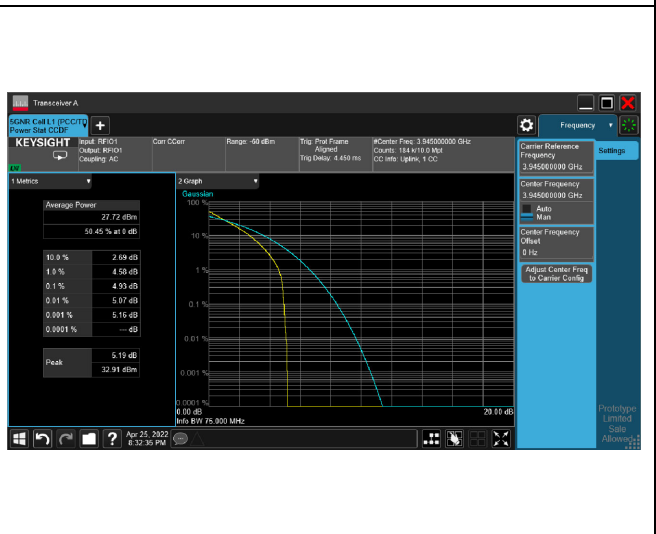 Transceiver A
5GNR Call L1 (PCC/TD
Power Stat CCDF
Frequency
KEYSIGHT
Input: RFIO1
Output: RFIO1
Coupling: AC
Corr CCorr
Range: -60 dBm
Trig: Prot Frame
Aligned
Trig Delay: 4.450 ms
#Center Freq: 3.945000000 GHz
Counts: 184 k/10.0 Mpt
CC Info: Uplink, 1 CC
1 Metrics
Average Power
27.72 dBm
50.45 % at 0 dB
10.0 % 2.69 dB
1.0 % 4.58 dB
0.1 % 4.93 dB
0.01 % 5.07 dB
0.001 % 5.16 dB
0.0001 % --- dB
Peak
5.19 dB
32.91 dBm
2 Graph
Gaussian
100 %
10 %
1 %
0.1 %
0.01 %
0.001 %
0.0001 %
0.00 dB
20.00 dB
Info BW 75.000 MHz
Carrier Reference
Frequency
3.945000000 GHz
Center Frequency
3.945000000 GHz
Auto
Man
Center Frequency
Offset
0 Hz
Adjust Center Freq
to Carrier Config
Settings
Prototype
Limited
Sale
Allowed
Apr 25, 2022
8:32:35 PM